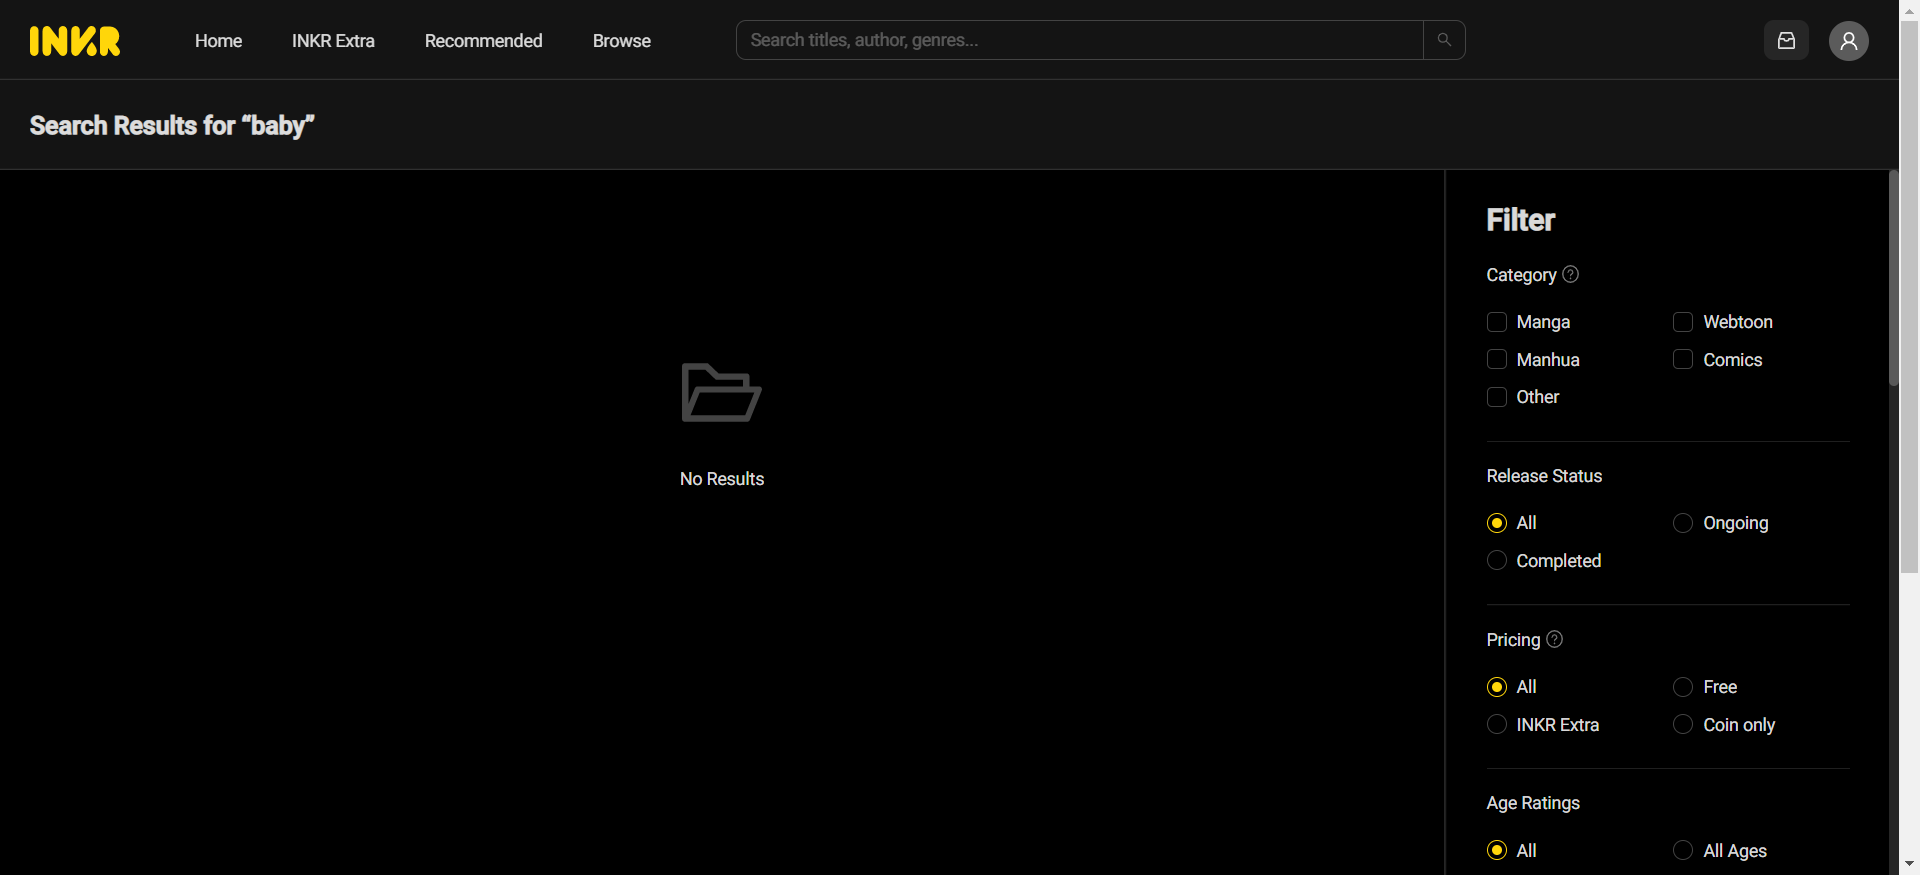 INKR
Home
INKR Extra
Recommended
Browse
Search titles, author, genres...
Search Results for “baby”
No Results
Filter
Category
Manga
Webtoon
Manhua
Comics
Other
Release Status
All
Ongoing
Completed
Pricing
All
Free
INKR Extra
Coin only
Age Ratings
All
All Ages